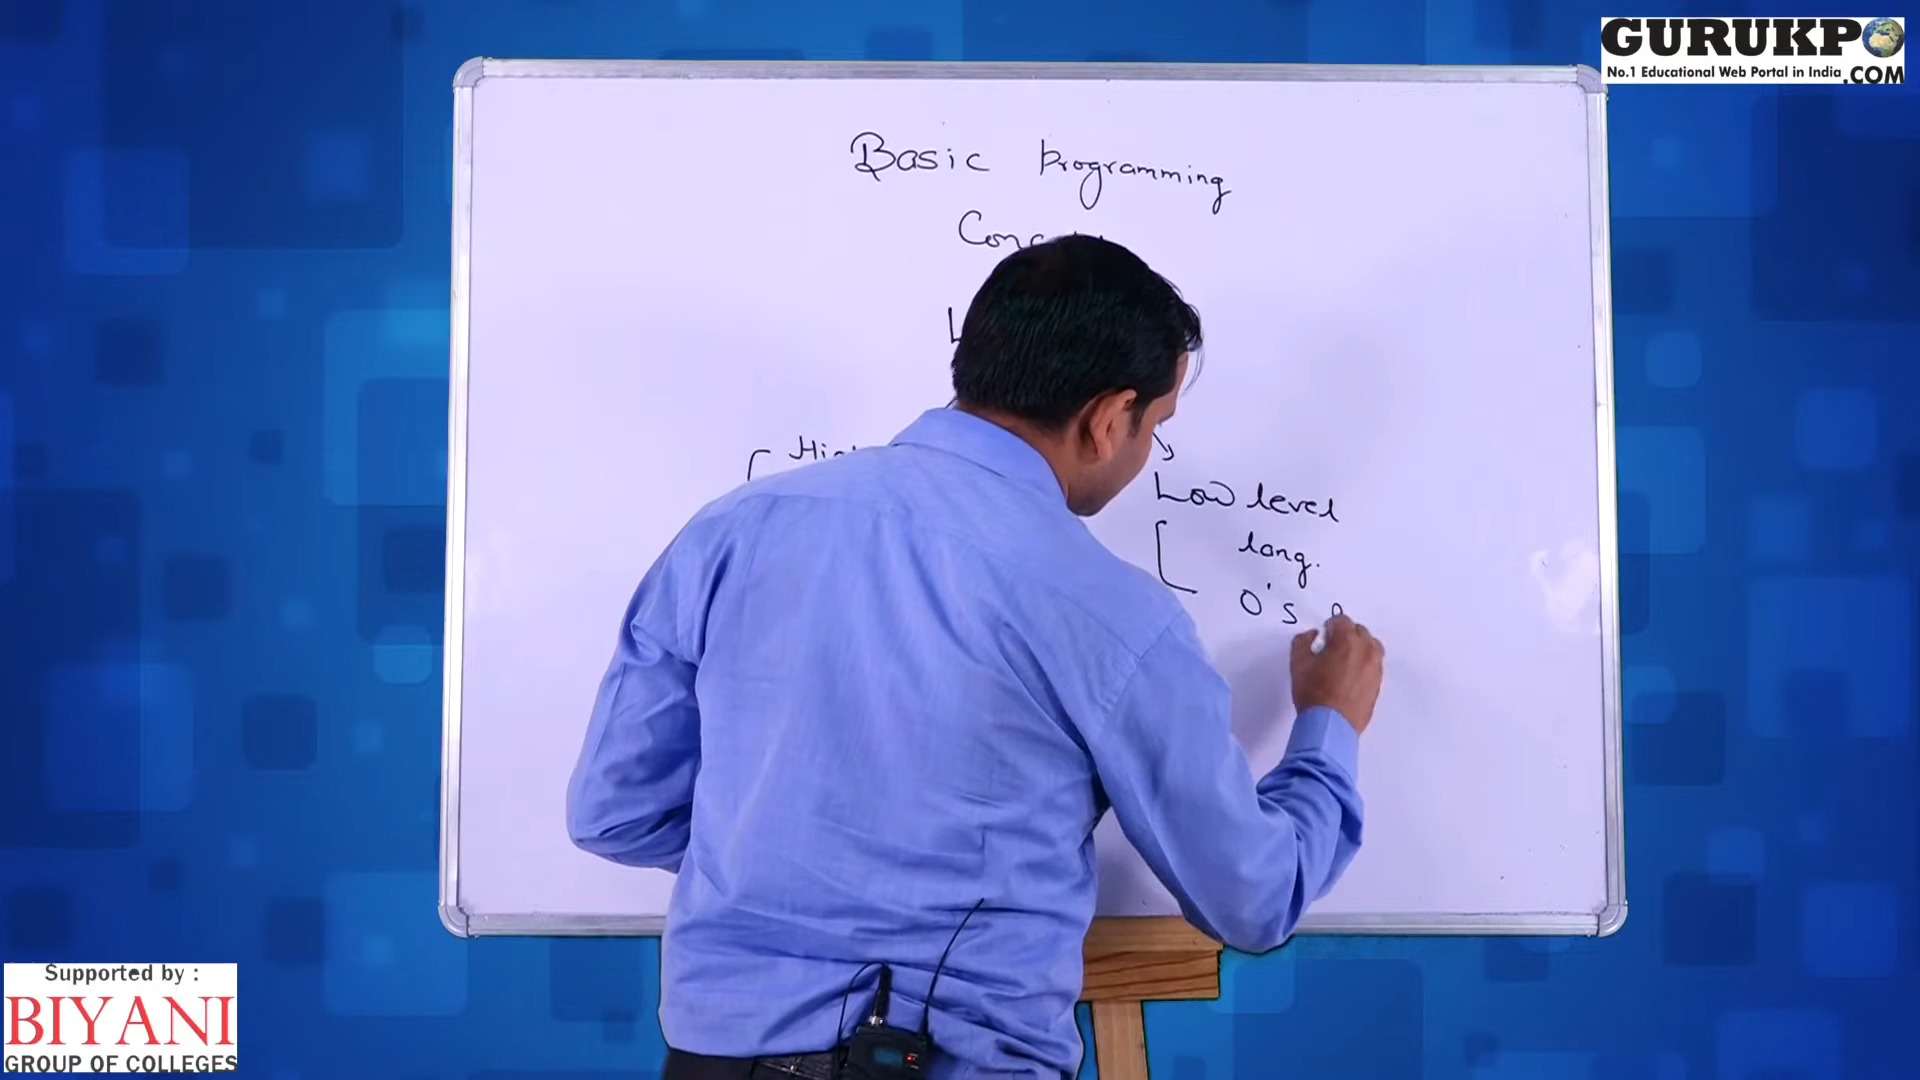 GURUKPO
No.1 Educational Web Portal in India .COM
Basic Programming
Low level
lang.
0's
Supported by :
BIYANI
GROUP OF COLLEGES